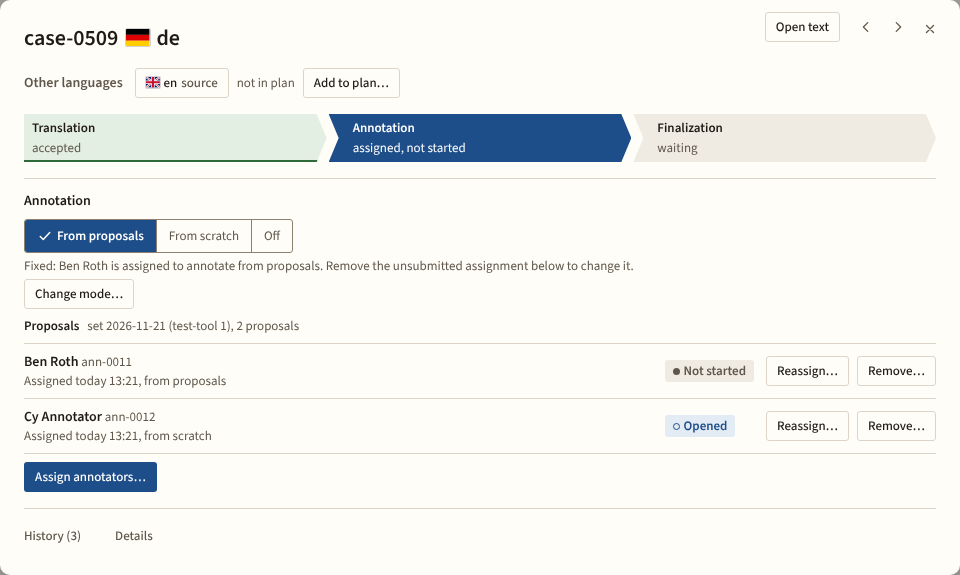 case-0509 de
Open text
Other languages en source not in plan Add to plan…
Translation
accepted
Annotation
assigned, not started
Finalization
waiting
Annotation
From proposals From scratch Off
Fixed: Ben Roth is assigned to annotate from proposals. Remove the unsubmitted assignment below to change it.
Change mode…
Proposals set 2026-11-21 (test-tool 1), 2 proposals
Ben Roth ann-0011
Assigned today 13:21, from proposals
Not started Reassign… Remove…
Cy Annotator ann-0012
Assigned today 13:21, from scratch
Opened Reassign… Remove…
Assign annotators…
History (3) Details